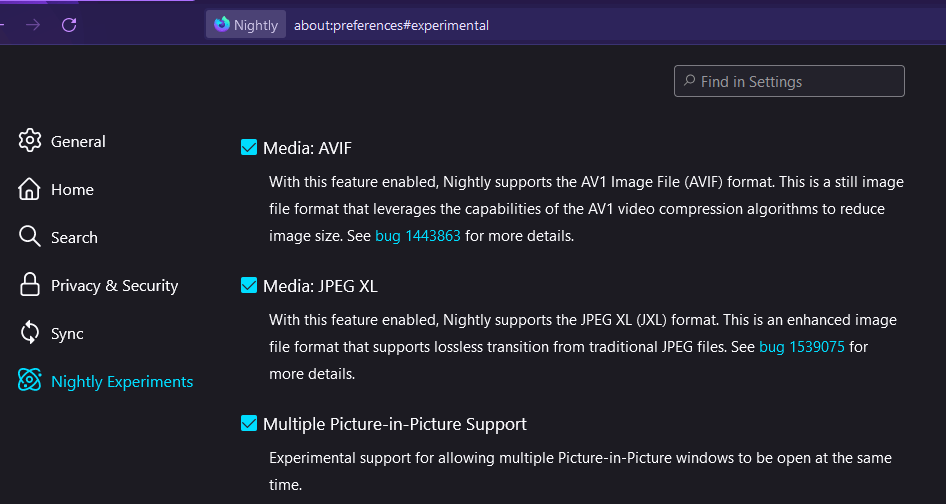 Nightly about:preferences#experimental
Find in Settings
General
Home
Search
Privacy & Security
Sync
Nightly Experiments
Media: AVIF
With this feature enabled, Nightly supports the AV1 Image File (AVIF) format. This is a still image
file format that leverages the capabilities of the AV1 video compression algorithms to reduce
image size. See bug 1443863 for more details.
Media: JPEG XL
With this feature enabled, Nightly supports the JPEG XL (JXL) format. This is an enhanced image
file format that supports lossless transition from traditional JPEG files. See bug 1539075 for
more details.
Multiple Picture-in-Picture Support
Experimental support for allowing multiple Picture-in-Picture windows to be open at the same
time.